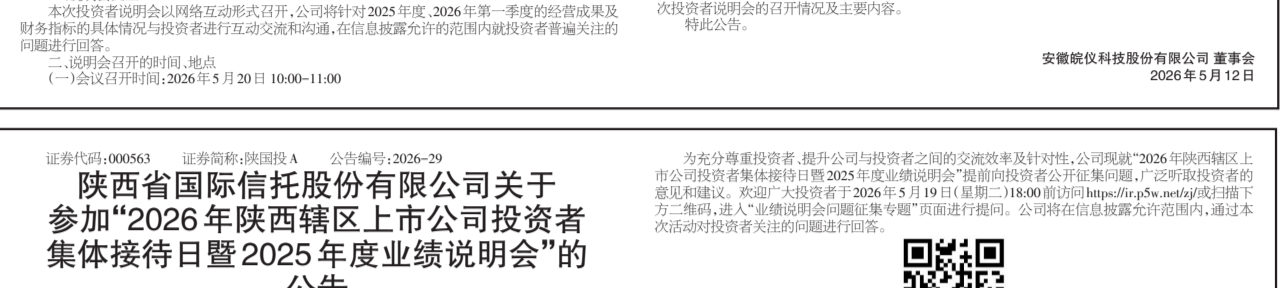 本次投资者说明会以网络互动形式召开,公司将针对2025年度、2026年第一季度的经营成果及
财务指标的具体情况与投资者进行互动交流和沟通,在信息披露允许的范围内就投资者普遍关注的
问题进行回答。
二、说明会召开的时间、地点
(一)会议召开时间:2026年5月20日 10:00-11:00
次投资者说明会的召开情况及主要内容。
特此公告。
安徽皖仪科技股份有限公司 董事会
2026年5月12日
证券代码:000563 证券简称:陕国投A 公告编号:2026-29
陕西省国际信托股份有限公司关于
参加“2026年陕西辖区上市公司投资者
集体接待日暨2025年度业绩说明会”的
公告
为充分尊重投资者、提升公司与投资者之间的交流效率及针对性,公司现就“2026年陕西辖区上
市公司投资者集体接待日暨2025年度业绩说明会”提前向投资者公开征集问题,广泛听取投资者的
意见和建议。欢迎广大投资者于2026年5月19日(星期二)18:00前访问https://ir.p5w.net/zj/或扫描下
方二维码,进入“业绩说明会问题征集专题”页面进行提问。公司将在信息披露允许范围内,通过本
次活动对投资者关注的问题进行回答。